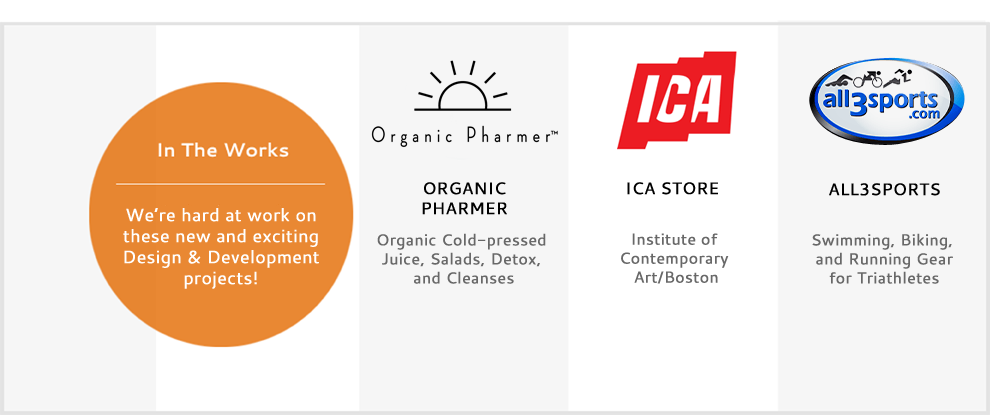 In The Works
We're hard at work on
these new and exciting
Design & Development
projects!
Organic Pharmer™
ORGANIC
PHARMER
Organic Cold-pressed
Juice, Salads, Detox,
and Cleanses
ICA
ICA STORE
Institute of
Contemporary
Art/Boston
all3sports
.com
ALL3SPORTS
Swimming, Biking,
and Running Gear
for Triathletes